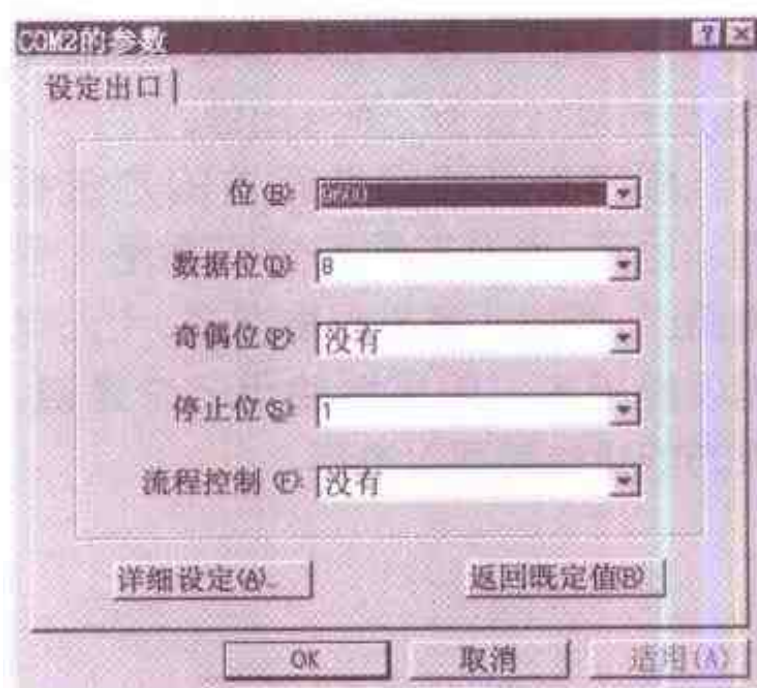 COM2的参数
设定出口
位(B): 9600
数据位(D): 8
奇偶位(P): 没有
停止位(S): 1
流程控制 (F): 没有
详细设定(A)...
返回既定值(R)
OK
取消
适用(A)